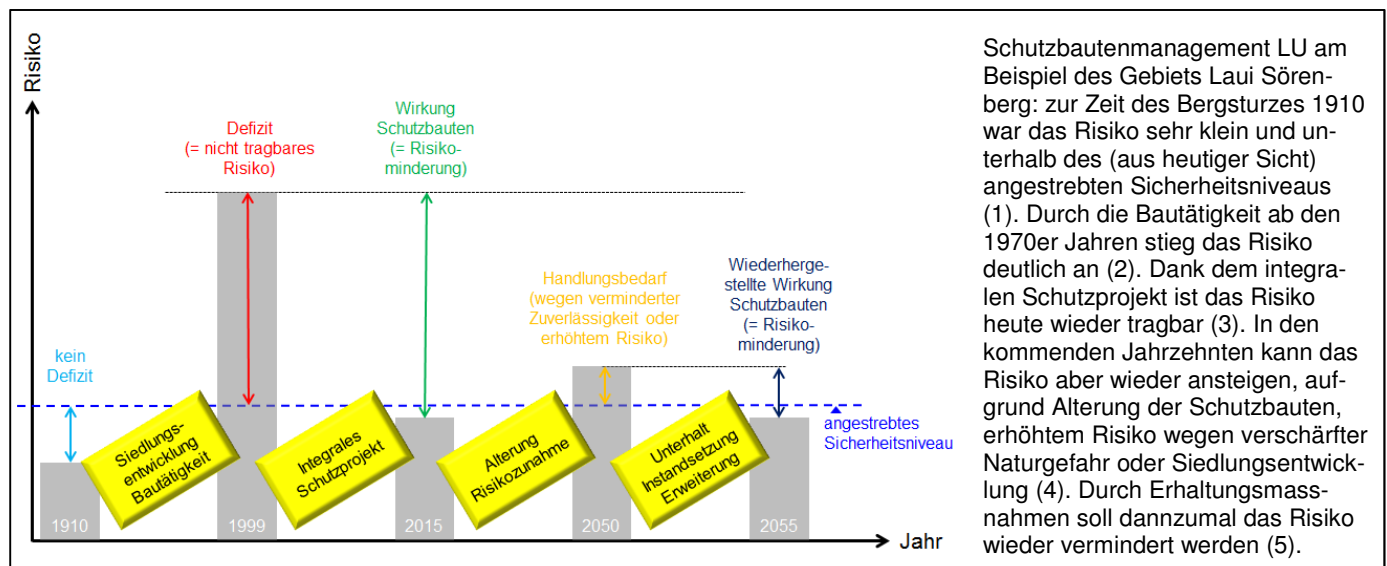 Risiko
Defizit
(= nicht tragbares
Risiko)
Wirkung
Schutzbauten
(= Risiko-
minderung)
Handlungsbedarf
(wegen verminderter
Zuverlässigkeit oder
erhöhtem Risiko)
Wiederherge-
stellte Wirkung
Schutzbauten
(= Risiko-
minderung)
kein
Defizit
angestrebtes
Sicherheitsniveau
Siedlungs-
entwicklung
Bautätigkeit
Integrales
Schutzprojekt
Alterung
Risikozunahme
Unterhalt
Instandsetzung
Erweiterung
1910
1999
2015
2050
2055
Jahr
Schutzbautenmanagement LU am
Beispiel des Gebiets Laui Sören-
berg: zur Zeit des Bergsturzes 1910
war das Risiko sehr klein und un-
terhalb des (aus heutiger Sicht)
angestrebten Sicherheitsniveaus
(1). Durch die Bautätigkeit ab den
1970er Jahren stieg das Risiko
deutlich an (2). Dank dem integra-
len Schutzprojekt ist das Risiko
heute wieder tragbar (3). In den
kommenden Jahrzehnten kann das
Risiko aber wieder ansteigen, auf-
grund Alterung der Schutzbauten,
erhöhtem Risiko wegen verschärfter
Naturgefahr oder Siedlungsentwick-
lung (4). Durch Erhaltungsmass-
nahmen soll dannzumal das Risiko
wieder vermindert werden (5).